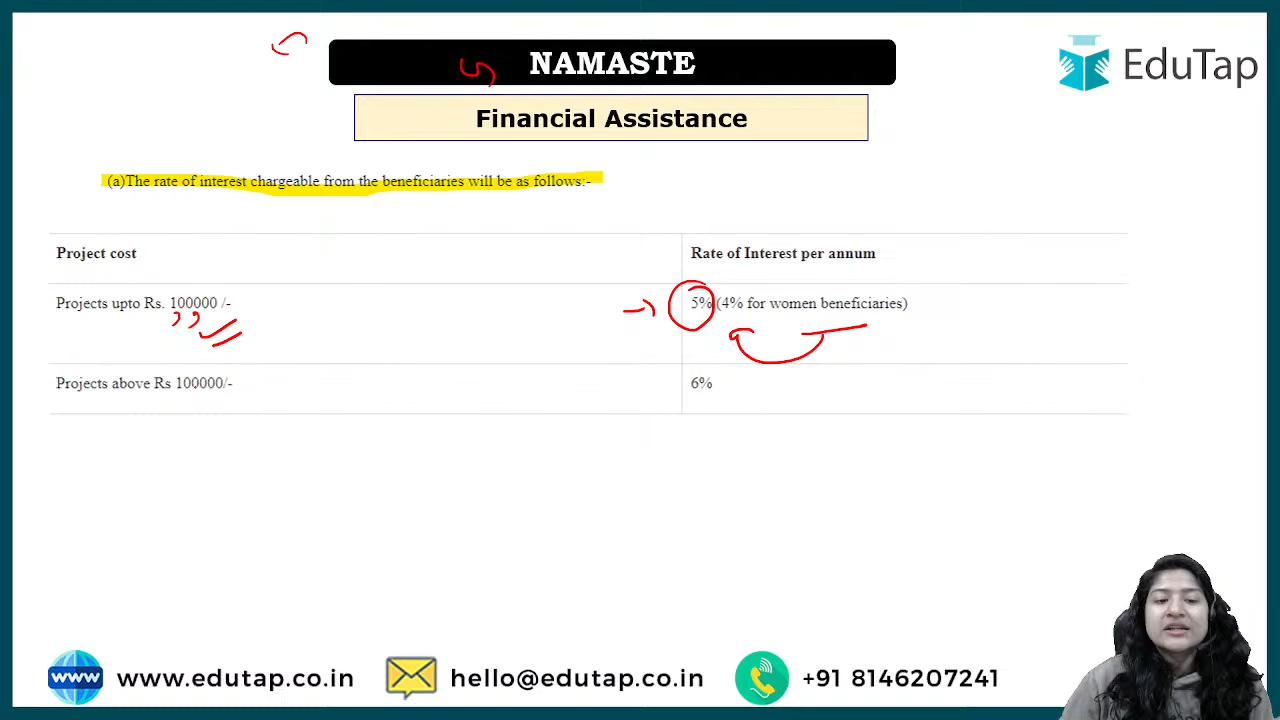 NAMASTE
EduTap
Financial Assistance
(a)The rate of interest chargeable from the beneficiaries will be as follows:-
Project cost
Rate of Interest per annum
Projects upto Rs. 100000 /-
5% (4% for women beneficiaries)
Projects above Rs 100000/-
6%
www
www.edutap.co.in
hello@edutap.co.in
+91 8146207241